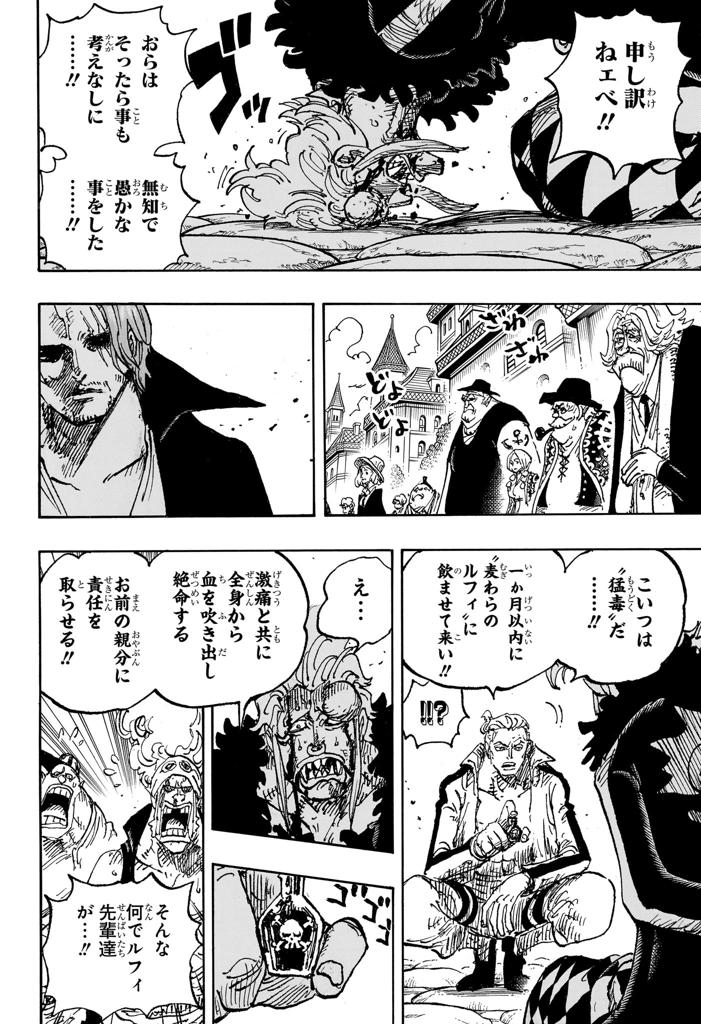 申し訳
ねェべ!!
おらは
そったら事も
考えなしに
……!!
無知で
愚かな
事をした
……!!
ゴッ
ざわ
ざわ
どよ
どよ
こいつは
〝猛毒〟だ
……!!
一か月以内に
〝麦わらの
ルフィ〟に
飲ませて来い!!
!!?
え…
激痛と共に
全身から
血を吹き出し
絶命する
お前の親分に
責任を
取らせる!!
ゴゴゴ
そんな
何でルフィ
先輩達
が…!!